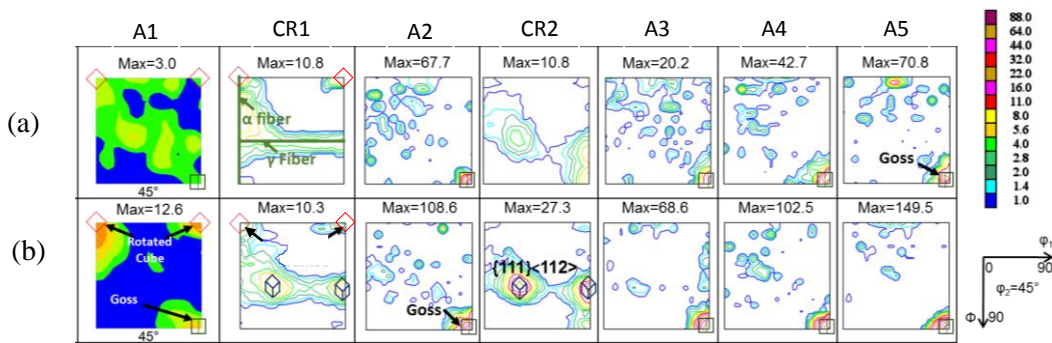 A1 CR1 A2 CR2 A3 A4 A5
(a)
Max=3.0 Max=10.8 Max=67.7 Max=10.8 Max=20.2 Max=42.7 Max=70.8
α fiber
γ Fiber
Goss
45°
(b)
Max=12.6 Max=10.3 Max=108.6 Max=27.3 Max=68.6 Max=102.5 Max=149.5
Rotated
Cube
{111}<112>
Goss
Goss
45°
88.0
64.0
44.0
32.0
22.0
16.0
11.0
8.0
5.6
4.0
2.8
2.0
1.4
1.0
φ₁
0 90
φ₂=45°
Φ 90